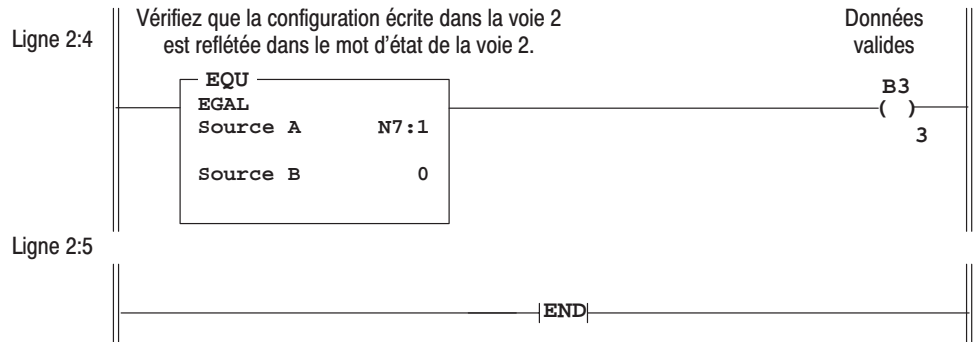 Ligne 2:4
Vérifiez que la configuration écrite dans la voie 2
est reflétée dans le mot d'état de la voie 2.
Données
valides
EQU
EGAL
Source A N7:1
Source B 0
B3
( )
3
Ligne 2:5
END